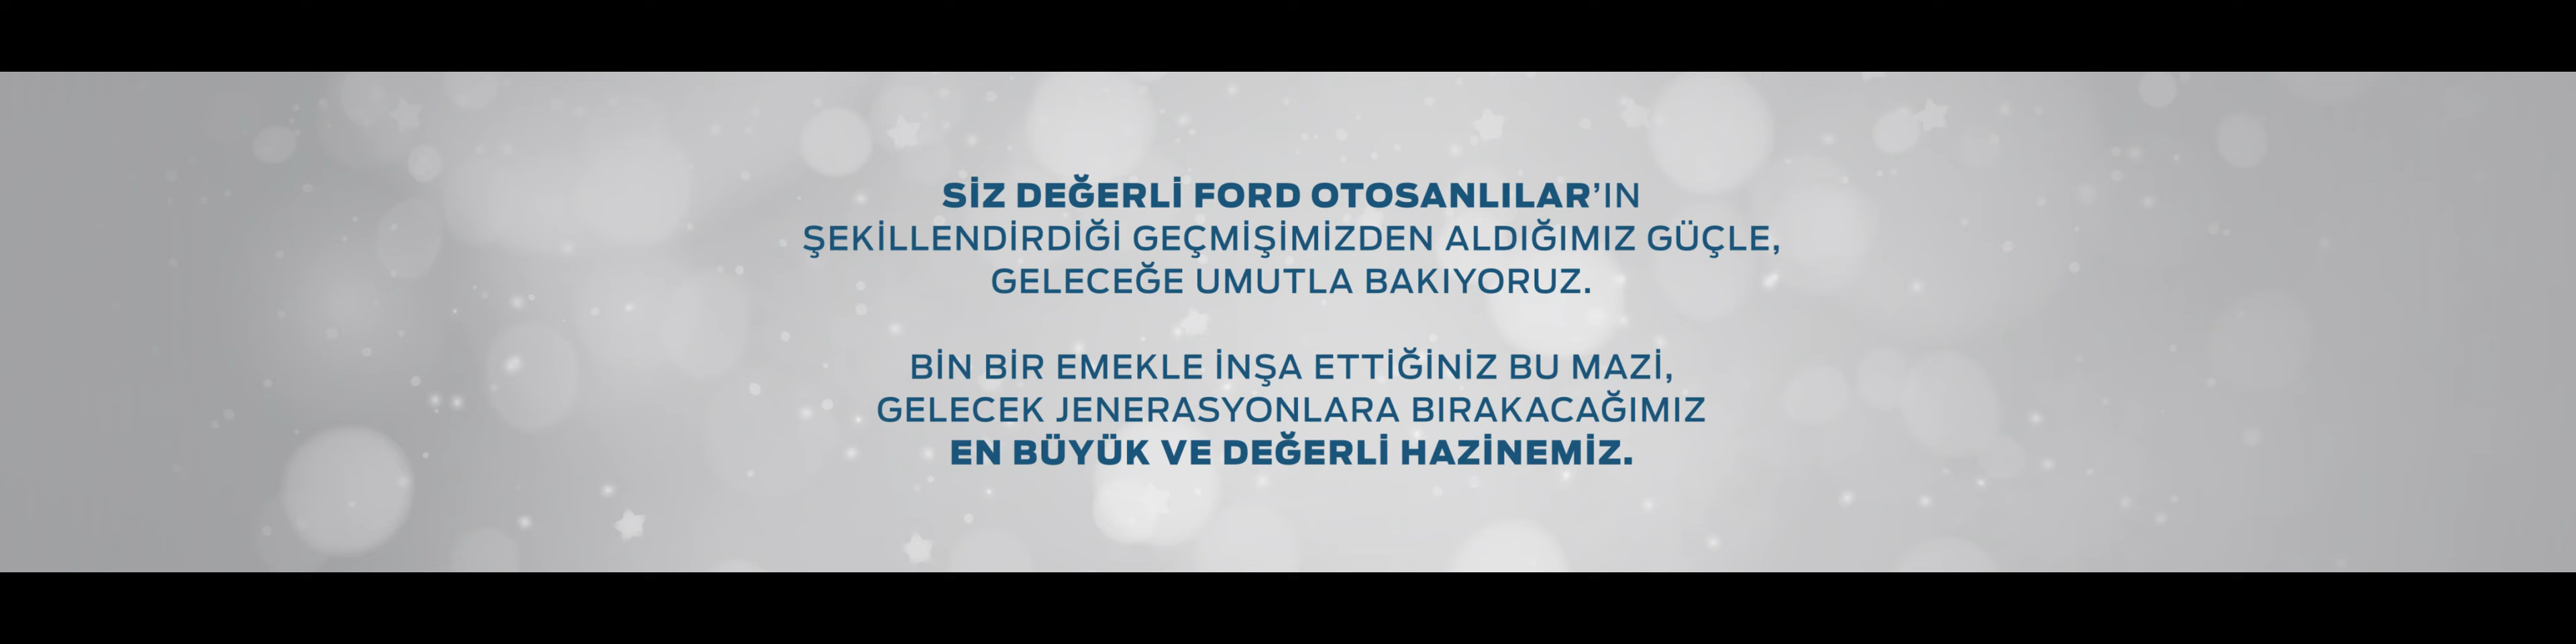 SİZ DEĞERLİ FORD OTOSANLILAR'IN
ŞEKİLLENDİRDİĞİ GEÇMİŞİMİZDEN ALDIĞIMIZ GÜÇLE,
GELECEĞE UMUTLA BAKIYORUZ.
BİN BİR EMEKLE İNŞA ETTİĞİNİZ BU MAZİ,
GELECEK JENERASYONLARA BIRAKACAĞIMIZ
EN BÜYÜK VE DEĞERLİ HAZİNEMİZ.